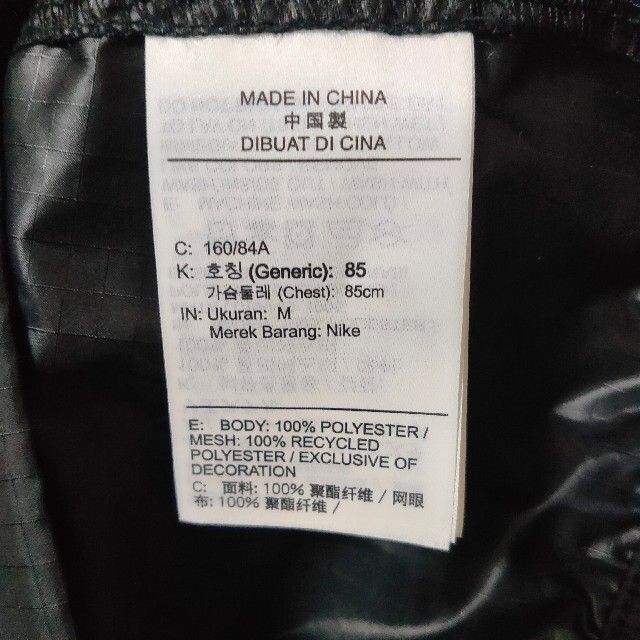 MADE IN CHINA
中国製
DIBUAT DI CINA
C: 160/84A
K: 호칭 (Generic): 85
가슴둘레 (Chest): 85cm
IN: Ukuran: M
Merek Barang: Nike
E: BODY: 100% POLYESTER /
MESH: 100% RECYCLED
POLYESTER / EXCLUSIVE OF
DECORATION
C: 面料: 100% 聚酯纤维 / 网眼
布: 100% 聚酯纤维 /